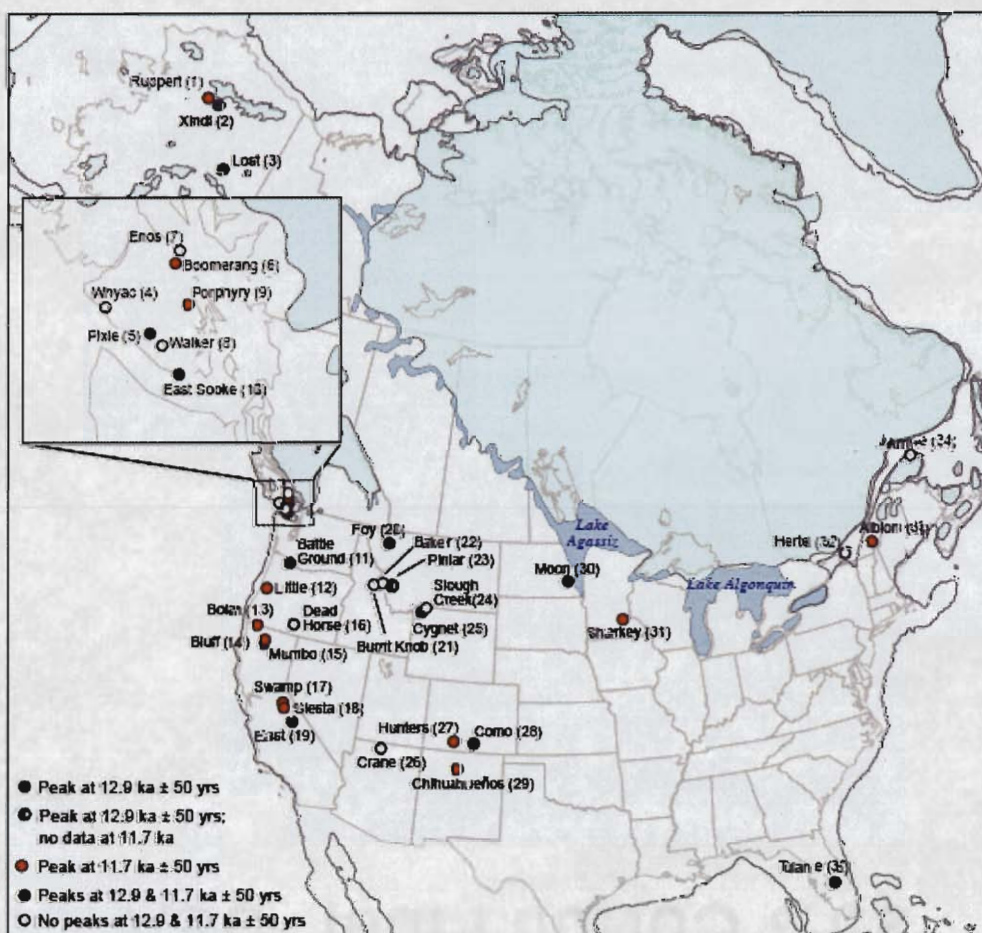 Ruppert (1)
Xindi (2)
Lost (3)
Enos (7)
Boomerang (6)
Whyac (4)
Porphyry (9)
Pixie (5)
Walker (8)
East Sooke (10)
Foy (20)
Baker (22)
Battle
Ground (11)
Pintlar (23)
Lake
Agassiz
Hertel (32)
Albion (33)
Moon (30)
Lake Algonquin
Little (12)
Slough
Creek(24)
Bolan (13)
Dead
Horse (16)
Cygnet (25)
Sharkey (31)
Bluff (14)
Mumbo (15)
Burnt Knob (21)
Swamp (17)
Siesta (18)
East (19)
Hunters (27)
Como (28)
Crane (26)
Chihuahueños (29)
Peak at 12.9 ka ± 50 yrs
Peak at 12.9 ka ± 50 yrs;
no data at 11.7 ka
Peak at 11.7 ka ± 50 yrs
Peaks at 12.9 & 11.7 ka ± 50 yrs
No peaks at 12.9 & 11.7 ka ± 50 yrs
Tulane (35)